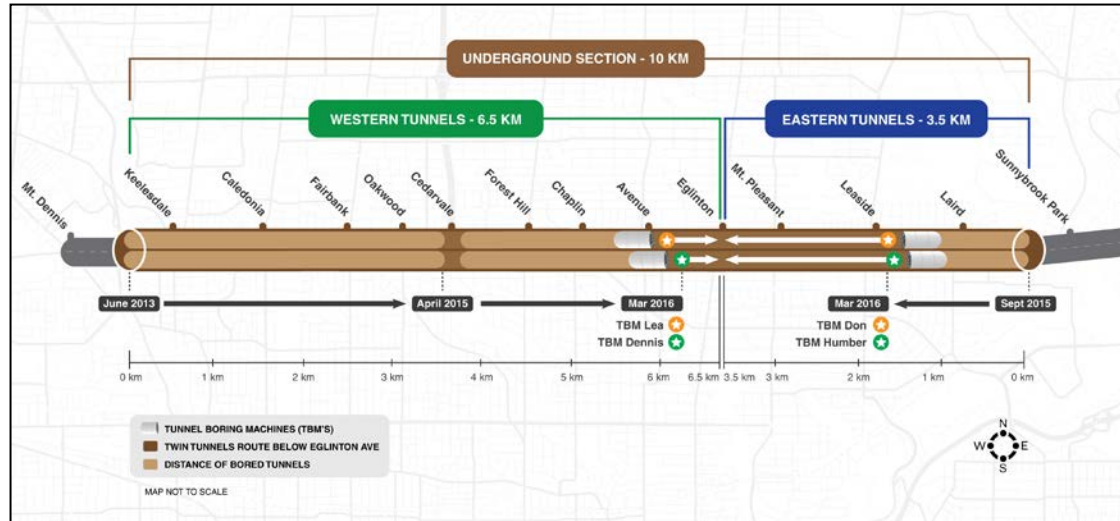 UNDERGROUND SECTION - 10 KM
WESTERN TUNNELS - 6.5 KM
EASTERN TUNNELS - 3.5 KM
Mt. Dennis
Keelesdale
Caledonia
Fairbank
Oakwood
Cedarvale
Forest Hill
Chaplin
Avenue
Eglinton
Mt. Pleasant
Leaside
Laird
Sunnybrook Park
June 2013
April 2015
Mar 2016
Mar 2016
Sept 2015
TBM Lea
TBM Dennis
TBM Don
TBM Humber
0 km
1 km
2 km
3 km
4 km
5 km
6 km
6.5 km
3.5 km
3 km
2 km
1 km
0 km
TUNNEL BORING MACHINES (TBM'S)
TWIN TUNNELS ROUTE BELOW EGLINTON AVE
DISTANCE OF BORED TUNNELS
MAP NOT TO SCALE
N
W
E
S